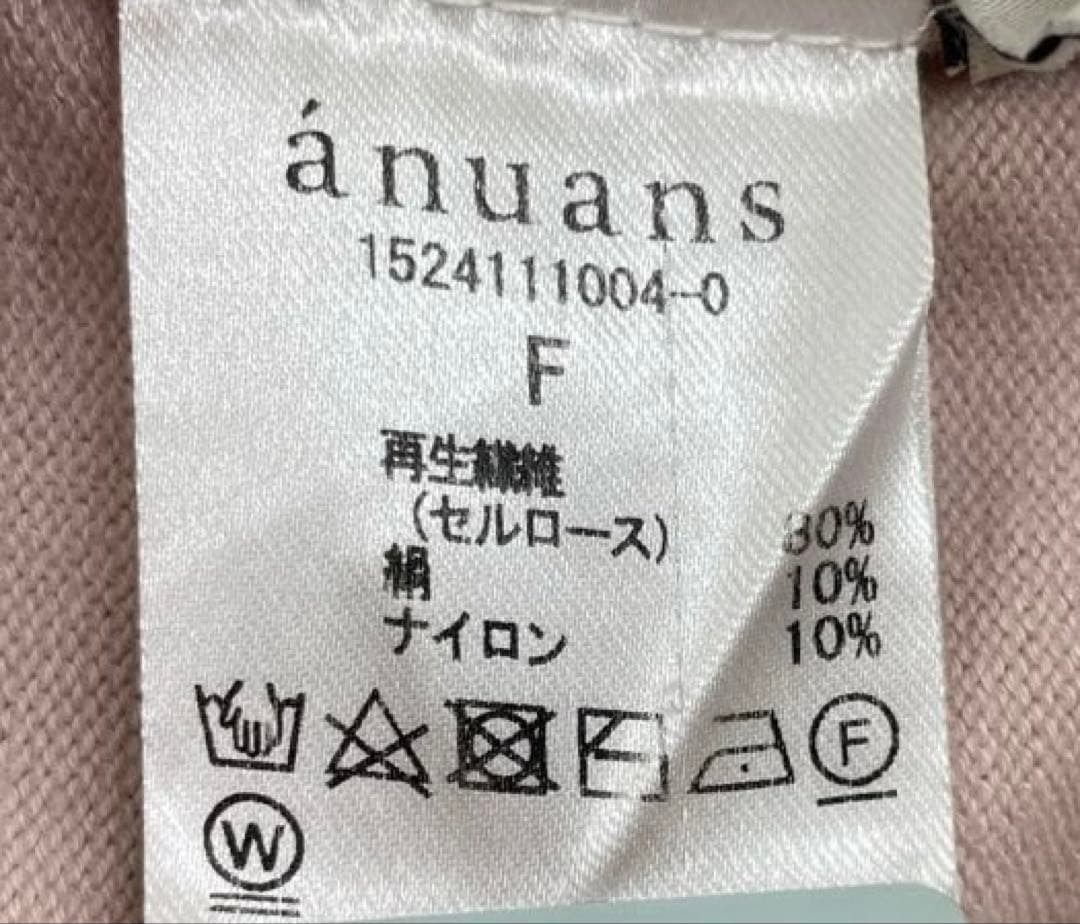 ánuans
1524111004-0
F
再生繊維
(セルロース) 80%
絹 10%
ナイロン 10%
F
W